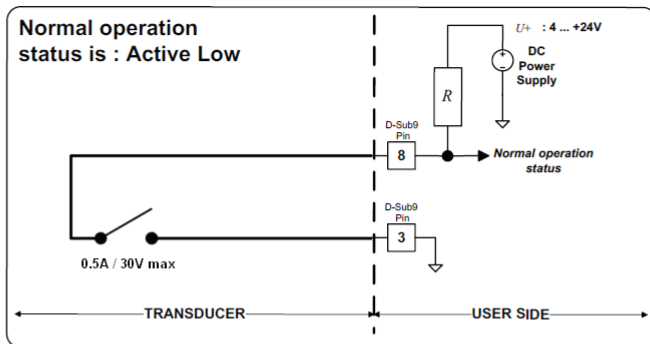 Normal operation
status is : Active Low
U+ : 4 ... +24V
DC
Power
Supply
R
D-Sub9
Pin
8
Normal operation
status
D-Sub9
Pin
3
0.5A / 30V max
TRANSDUCER
USER SIDE